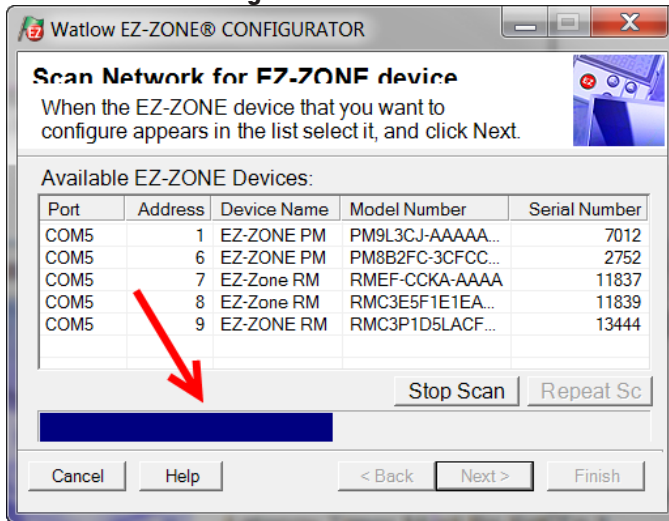 Watlow EZ-ZONE® CONFIGURATOR
Scan Network for EZ-ZONE device
When the EZ-ZONE device that you want to
configure appears in the list select it, and click Next.
Available EZ-ZONE Devices:
Port Address Device Name Model Number Serial Number
COM5 1 EZ-ZONE PM PM9L3CJ-AAAAA... 7012
COM5 6 EZ-ZONE PM PM8B2FC-3CFCC... 2752
COM5 7 EZ-Zone RM RMEF-CCKA-AAAA 11837
COM5 8 EZ-Zone RM RMC3E5F1E1EA... 11839
COM5 9 EZ-ZONE RM RMC3P1D5LACF... 13444
Stop Scan Repeat Sc
Cancel Help < Back Next > Finish